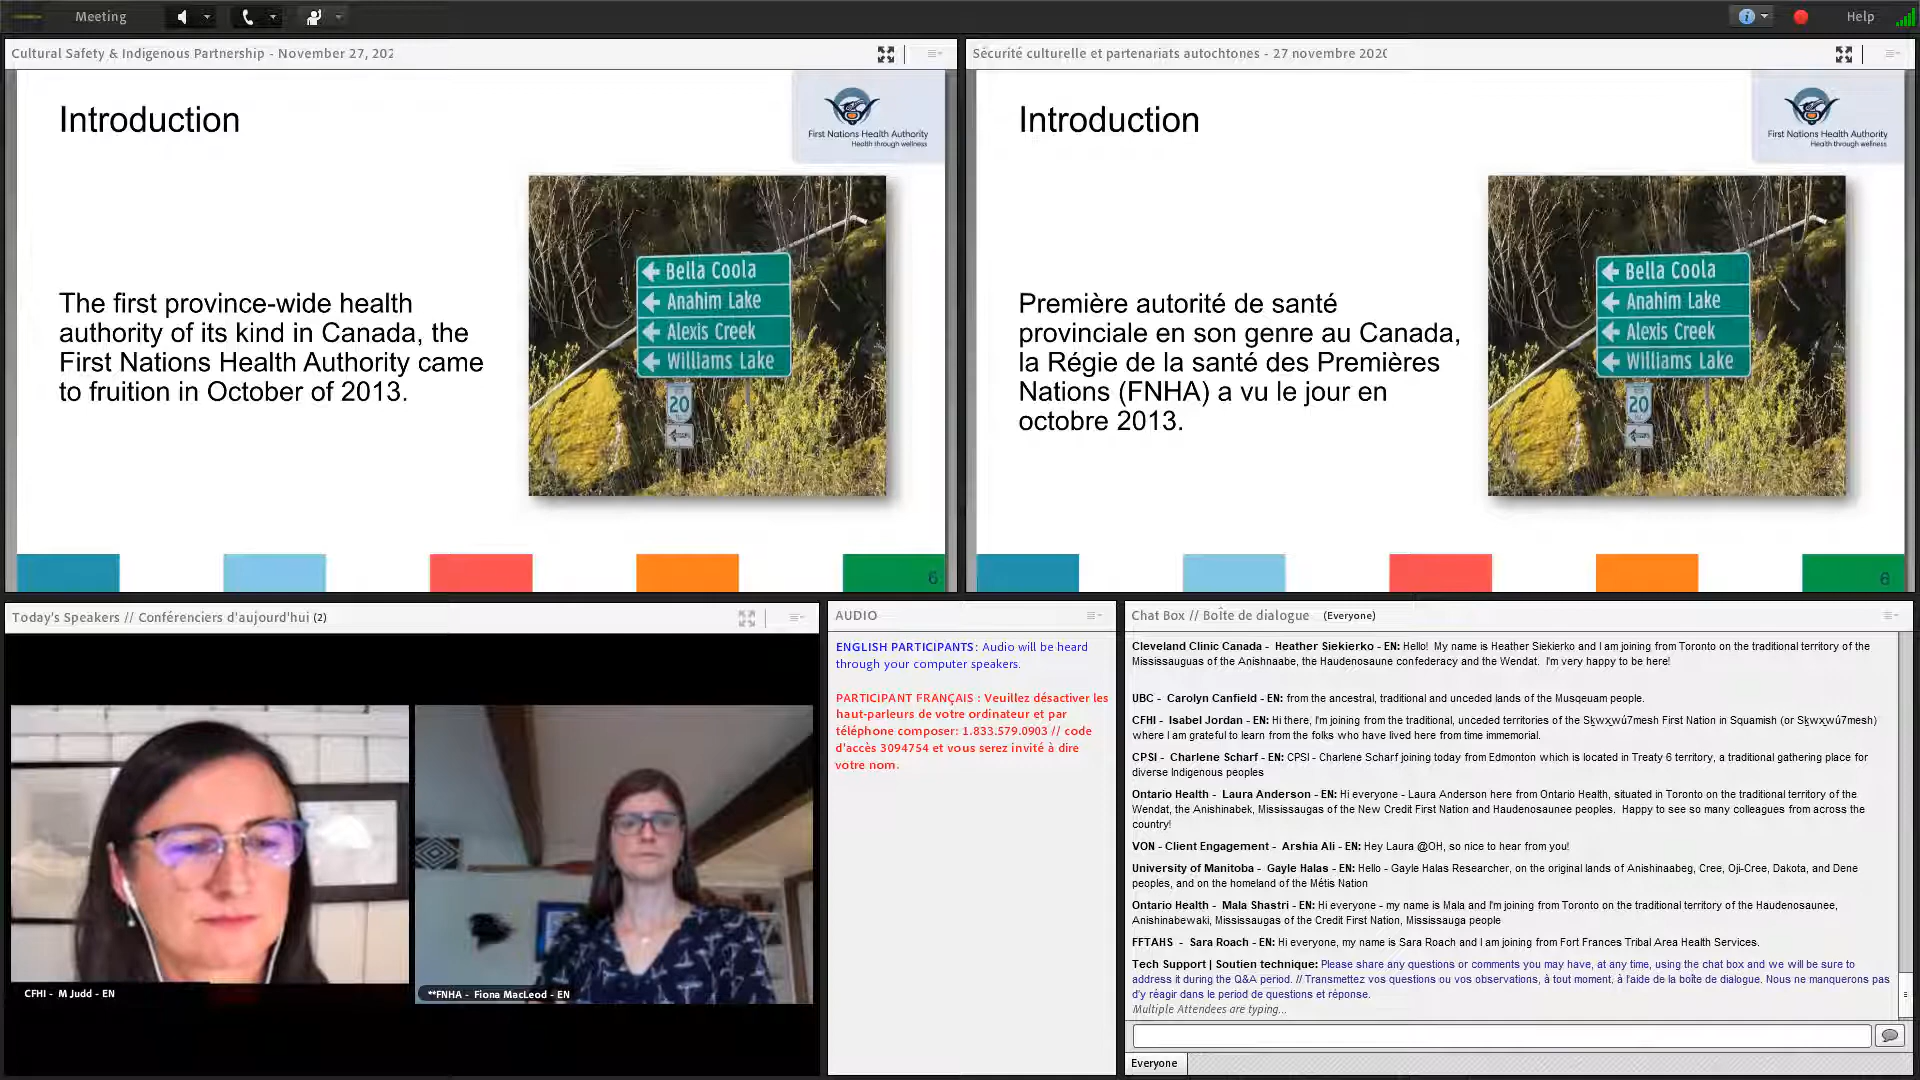 Meeting
Help
Cultural Safety & Indigenous Partnership - November 27, 202
Introduction
First Nations Health Authority
Health through wellness
The first province-wide health
authority of its kind in Canada, the
First Nations Health Authority came
to fruition in October of 2013.
Bella Coola
Anahim Lake
Alexis Creek
Williams Lake
20
6
Sécurité culturelle et partenariats autochtones - 27 novembre 2020
Introduction
First Nations Health Authority
Health through wellness
Première autorité de santé
provinciale en son genre au Canada,
la Régie de la santé des Premières
Nations (FNHA) a vu le jour en
octobre 2013.
Bella Coola
Anahim Lake
Alexis Creek
Williams Lake
20
6
Today's Speakers // Conférenciers d'aujourd'hui (2)
CFHI - M Judd - EN
**FNHA - Fiona MacLeod - EN
AUDIO
ENGLISH PARTICIPANTS: Audio will be heard
through your computer speakers.
PARTICIPANT FRANÇAIS : Veuillez désactiver les
haut-parleurs de votre ordinateur et par
téléphone composer: 1.833.579.0903 // code
d'accès 3094754 et vous serez invité à dire
votre nom.
Chat Box // Boîte de dialogue (Everyone)
Cleveland Clinic Canada - Heather Siekierko - EN: Hello! My name is Heather Siekierko and I am joining from Toronto on the traditional territory of the
Mississauguas of the Anishnaabe, the Haudenosaune confederacy and the Wendat. I'm very happy to be here!
UBC - Carolyn Canfield - EN: from the ancestral, traditional and unceded lands of the Musqeuam people.
CFHI - Isabel Jordan - EN: Hi there, I'm joining from the traditional, unceded territories of the Sḵwx̱wú7mesh First Nation in Squamish (or Sḵwx̱wú7mesh)
where I am grateful to learn from the folks who have lived here from time immemorial.
CPSI - Charlene Scharf - EN: CPSI - Charlene Scharf joining today from Edmonton which is located in Treaty 6 territory, a traditional gathering place for
diverse Indigenous peoples
Ontario Health - Laura Anderson - EN: Hi everyone - Laura Anderson here from Ontario Health, situated in Toronto on the traditional territory of the
Wendat, the Anishinabek, Mississaugas of the New Credit First Nation and Haudenosaunee peoples. Happy to see so many colleagues from across the
country!
VON - Client Engagement - Arshia Ali - EN: Hey Laura @OH, so nice to hear from you!
University of Manitoba - Gayle Halas - EN: Hello - Gayle Halas Researcher, on the original lands of Anishinaabeg, Cree, Oji-Cree, Dakota, and Dene
peoples, and on the homeland of the Métis Nation
Ontario Health - Mala Shastri - EN: Hi everyone - my name is Mala and I'm joining from Toronto on the traditional territory of the Haudenosaunee,
Anishinabewaki, Mississaugas of the Credit First Nation, Mississauga people
FFTAHS - Sara Roach - EN: Hi everyone, my name is Sara Roach and I am joining from Fort Frances Tribal Area Health Services.
Tech Support | Soutien technique: Please share any questions or comments you may have, at any time, using the chat box and we will be sure to
address it during the Q&A period. // Transmettez vos questions ou vos observations, à tout moment, à l'aide de la boîte de dialogue. Nous ne manquerons pas
d'y réagir dans le period de questions et réponse.
Multiple Attendees are typing...
Everyone